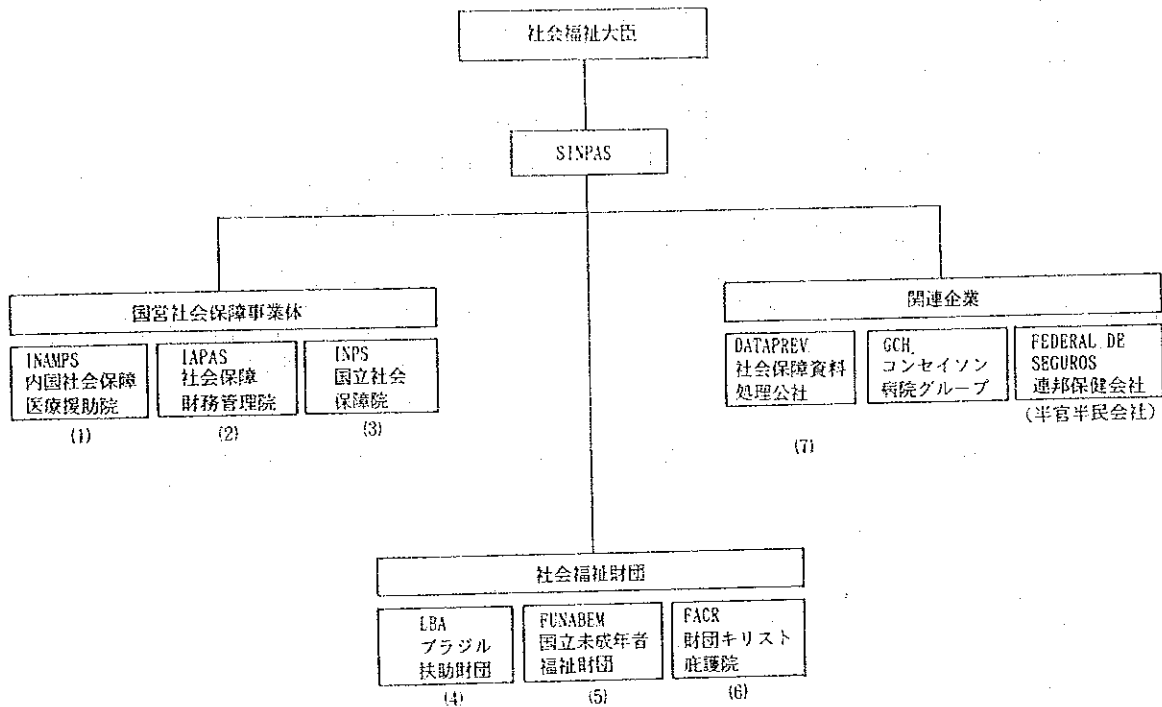 社会福祉大臣
SINPAS
国営社会保障事業体
INAMPS
内国社会保障
医療援助院
(1)
IAPAS
社会保障
財務管理院
(2)
INPS
国立社会
保障院
(3)
関連企業
DATAPREV.
社会保障資料
処理公社
GCH.
コンセイソン
病院グループ
FEDERAL DE
SEGUROS
連邦保健会社
(半官半民会社)
(7)
社会福祉財団
LBA
ブラジル
扶助財団
(4)
FUNABEM
国立未成年者
福祉財団
(5)
FACR
財団キリスト
庇護院
(6)